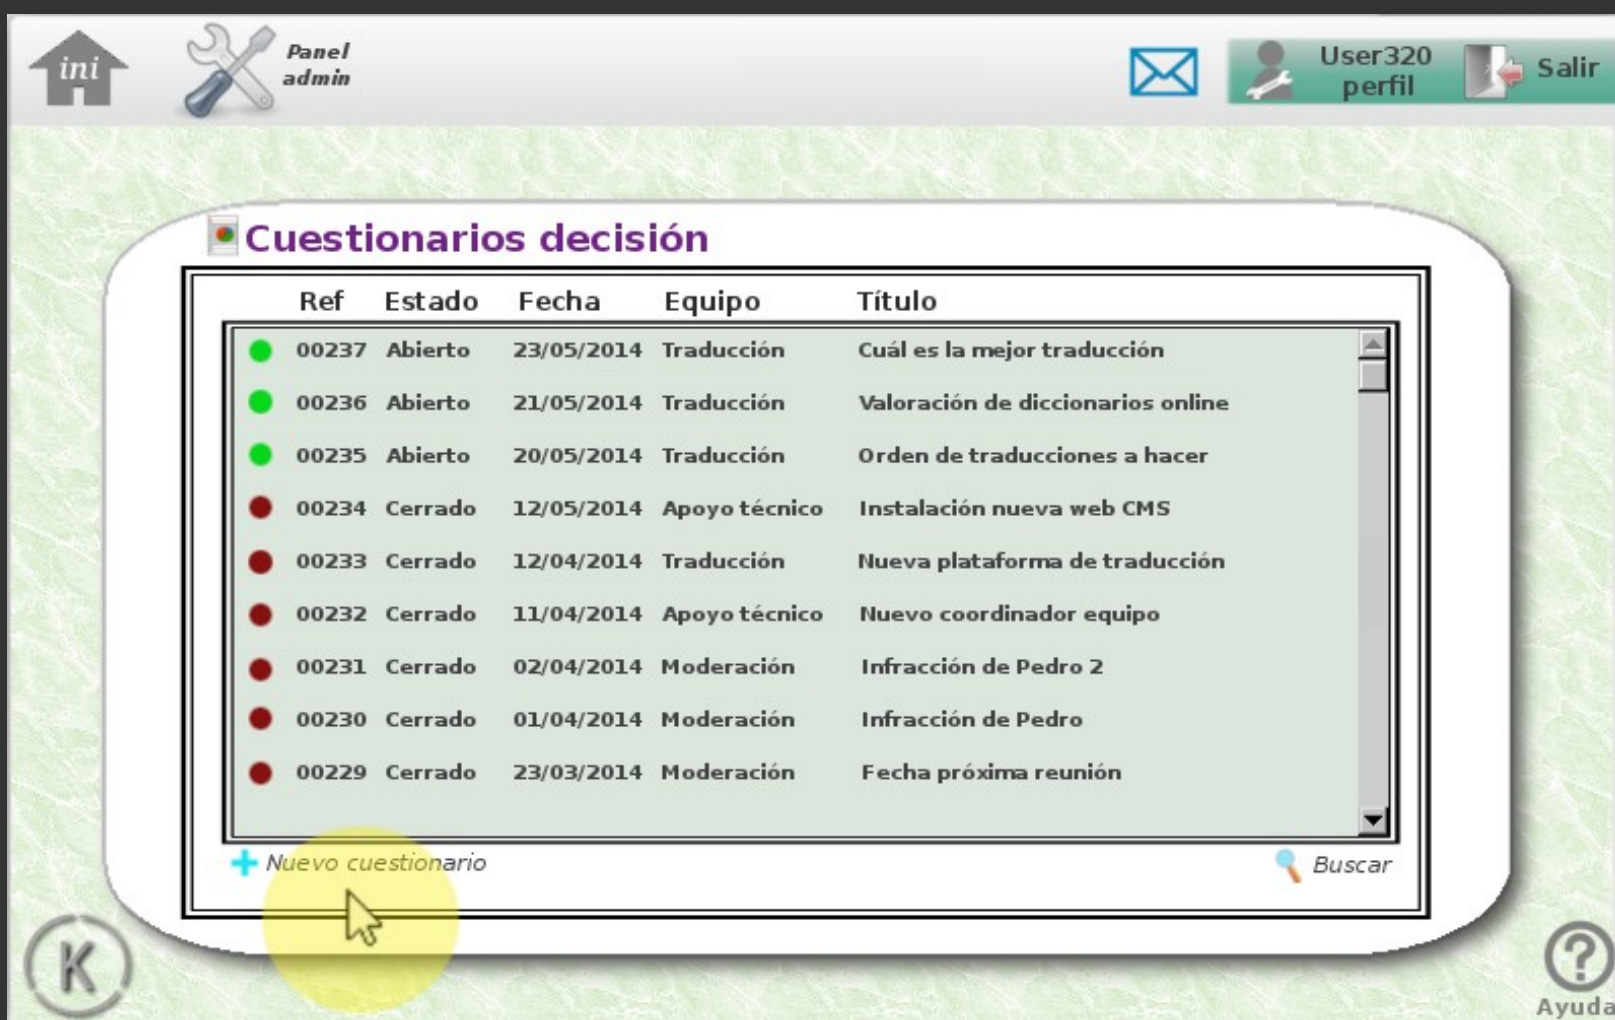 ini
Panel
admin
User320
perfil
Salir
Cuestionarios decisión
Ref Estado Fecha Equipo Título
00237 Abierto 23/05/2014 Traducción Cuál es la mejor traducción
00236 Abierto 21/05/2014 Traducción Valoración de diccionarios online
00235 Abierto 20/05/2014 Traducción Orden de traducciones a hacer
00234 Cerrado 12/05/2014 Apoyo técnico Instalación nueva web CMS
00233 Cerrado 12/04/2014 Traducción Nueva plataforma de traducción
00232 Cerrado 11/04/2014 Apoyo técnico Nuevo coordinador equipo
00231 Cerrado 02/04/2014 Moderación Infracción de Pedro 2
00230 Cerrado 01/04/2014 Moderación Infracción de Pedro
00229 Cerrado 23/03/2014 Moderación Fecha próxima reunión
Nuevo cuestionario Buscar
K
?
Ayuda